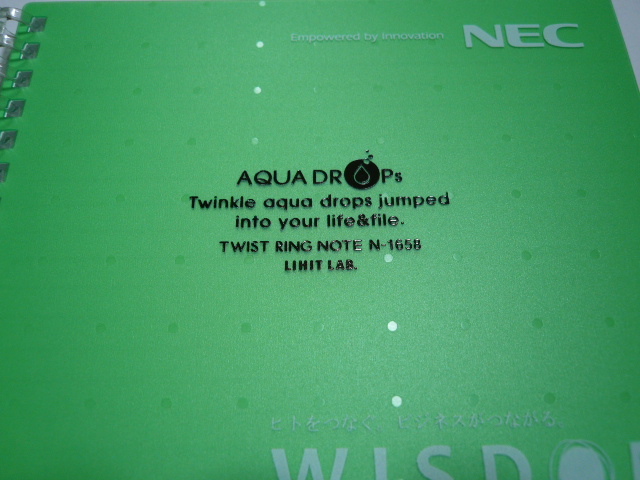 Empowered by Innovation NEC
AQUA DROPs
Twinkle aqua drops jumped
into your life&file.
TWIST RING NOTE N-1658
LIHIT LAB.
ヒトをつなぐ、ビジネスがつながる。
WISDO